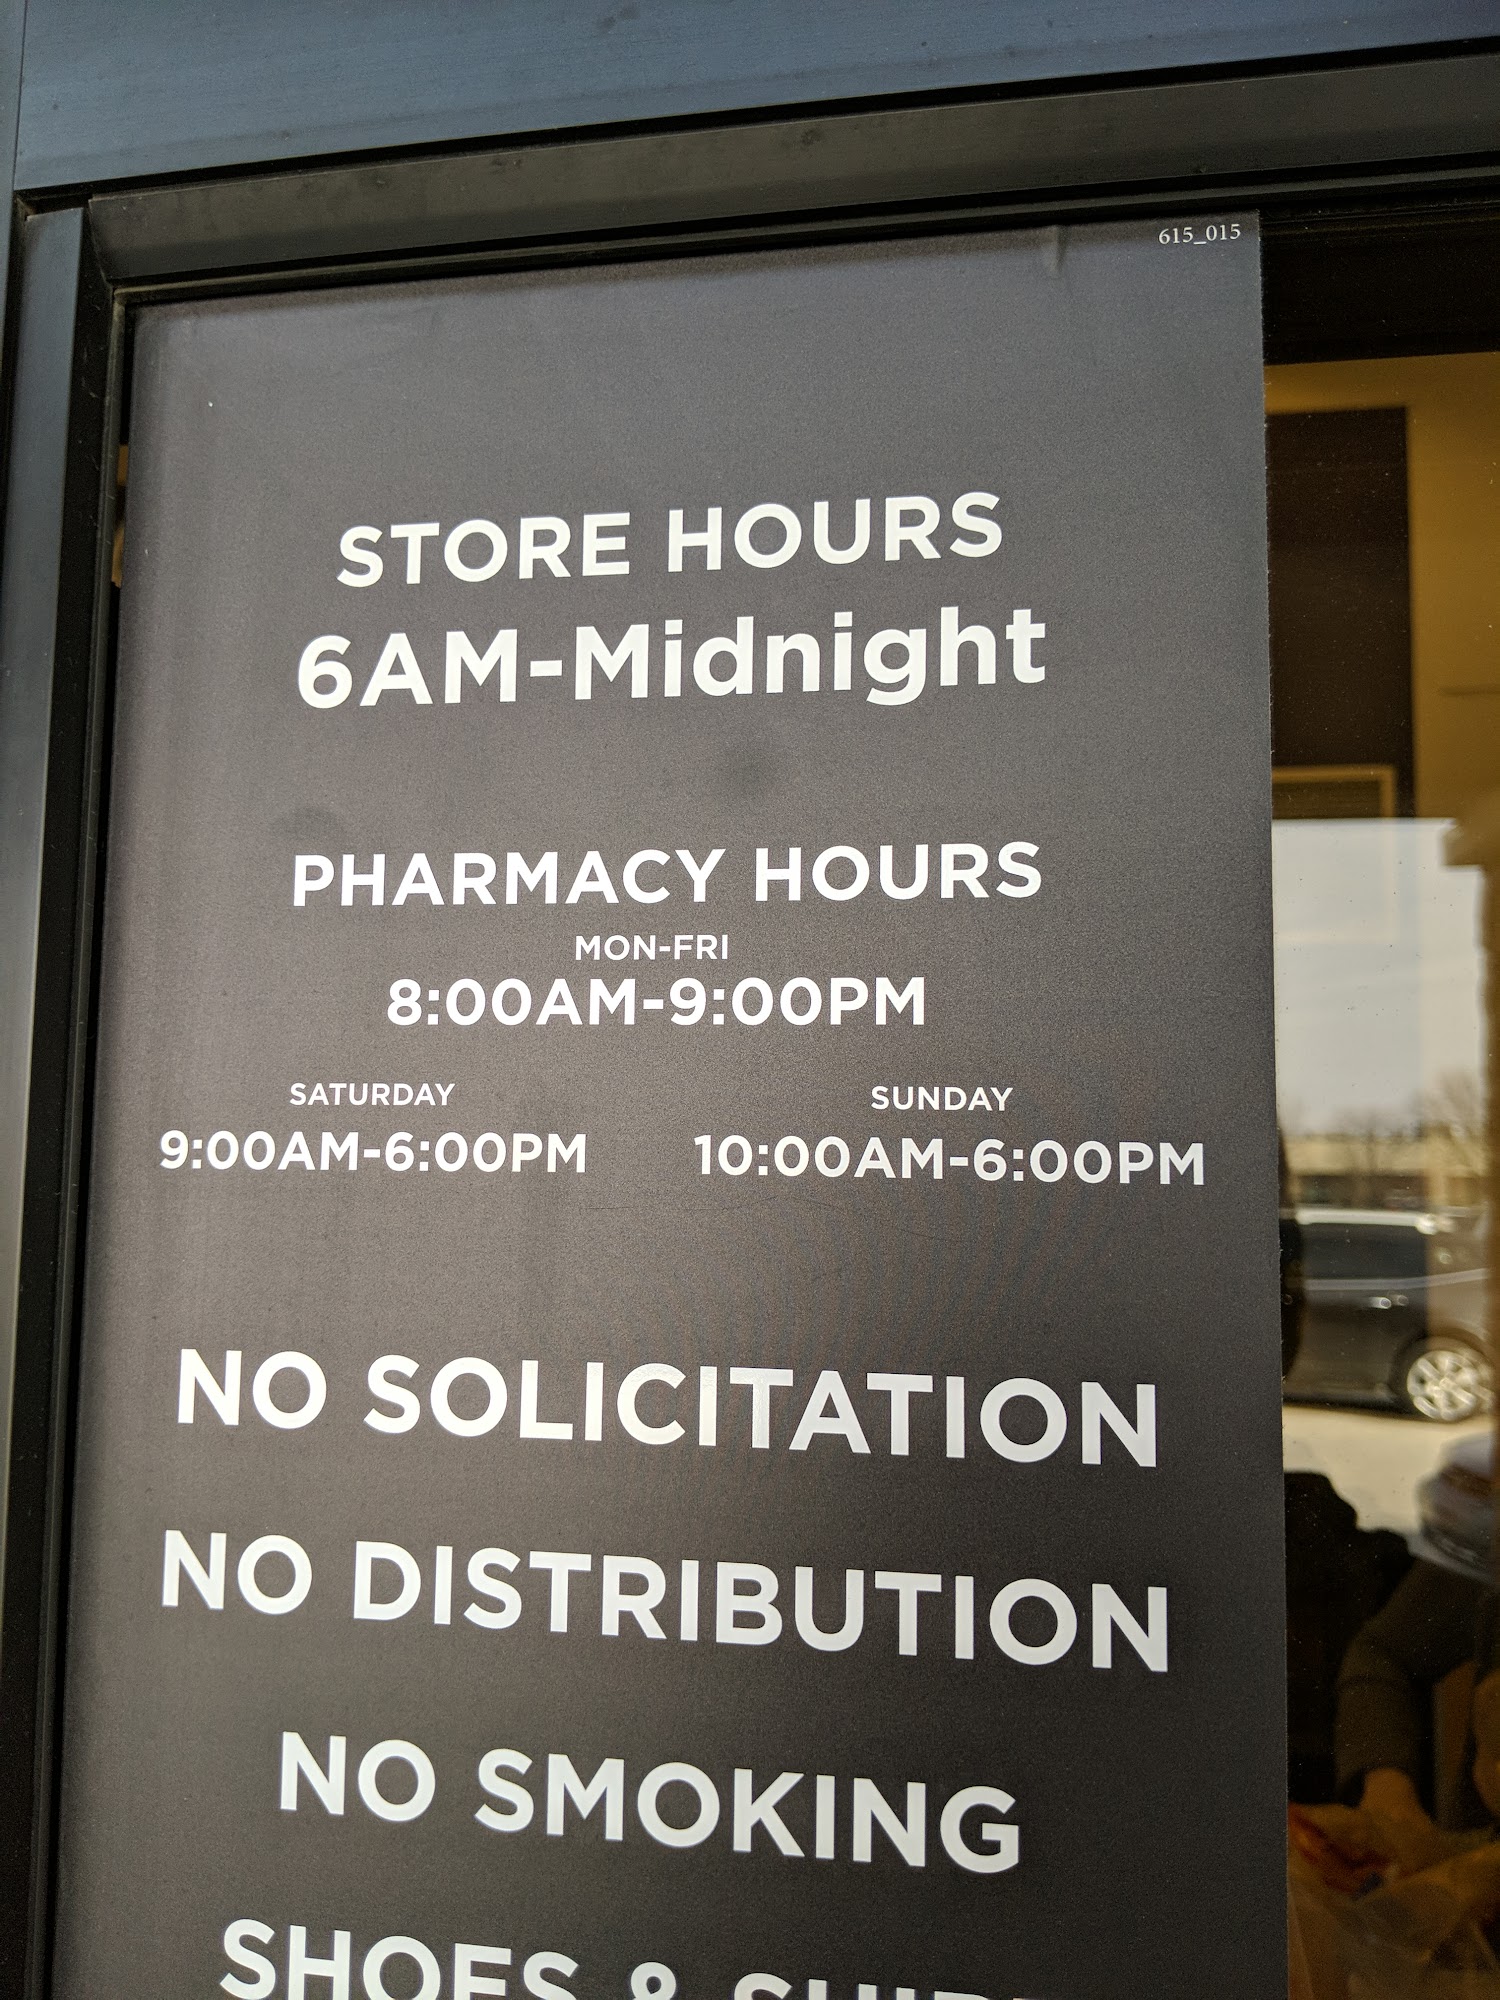 615_015
STORE HOURS
6AM-Midnight
PHARMACY HOURS
MON-FRI
8:00AM-9:00PM
SATURDAY
9:00AM-6:00PM
SUNDAY
10:00AM-6:00PM
NO SOLICITATION
NO DISTRIBUTION
NO SMOKING
SHOES &